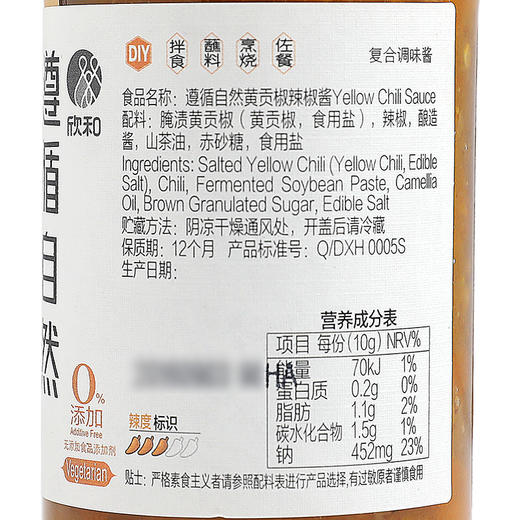 欣和
遵循自然
0%
添加
Additive Free
无添加食品添加剂
Vegetarian
DIY
拌食
蘸料
烹烧
佐餐
复合调味酱
食品名称：遵循自然黄贡椒辣椒酱Yellow Chili Sauce
配料：腌渍黄贡椒（黄贡椒，食用盐），辣椒，酿造
酱，山茶油，赤砂糖，食用盐
Ingredients: Salted Yellow Chili (Yellow Chili, Edible
Salt), Chili, Fermented Soybean Paste, Camellia
Oil, Brown Granulated Sugar, Edible Salt
贮藏方法：阴凉干燥通风处，开盖后请冷藏
保质期：12个月 产品标准号：Q/DXH 0005S
生产日期：
HA
辣度标识
营养成分表
项目 每份(10g) NRV%
能量 70kJ 1%
蛋白质 0.2g 0%
脂肪 1.1g 2%
碳水化合物 1.5g 1%
钠 452mg 23%
贴士：严格素食主义者请参照配料表进行产品选择,有过敏原者谨慎食用